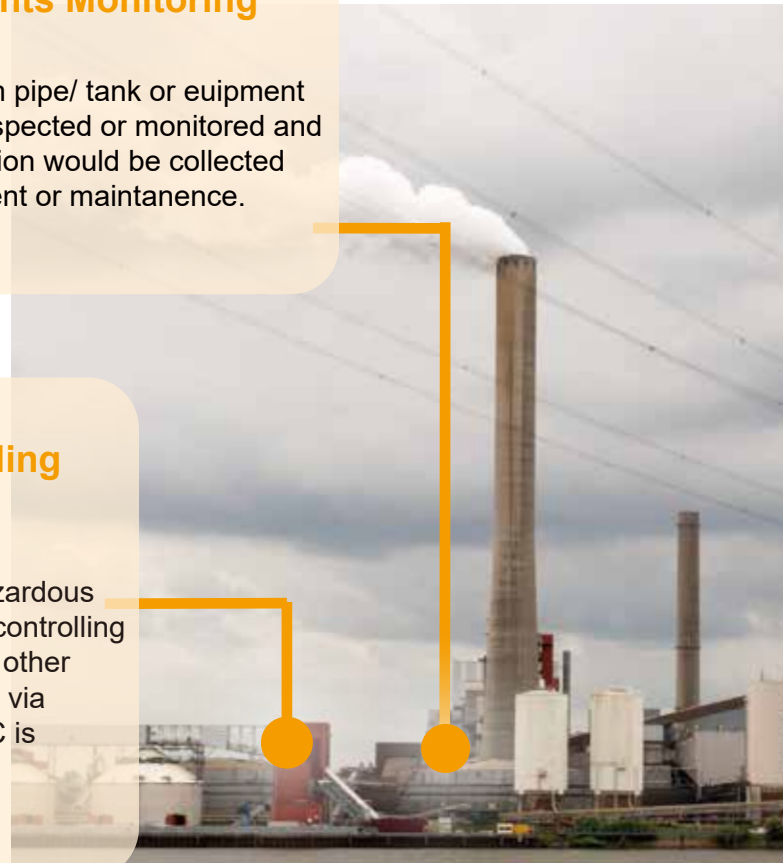 nts Monitoring
n pipe/ tank or euipment
spected or monitored and
ion would be collected
ent or maintanence.
ling
zardous
controlling
other
via
C is